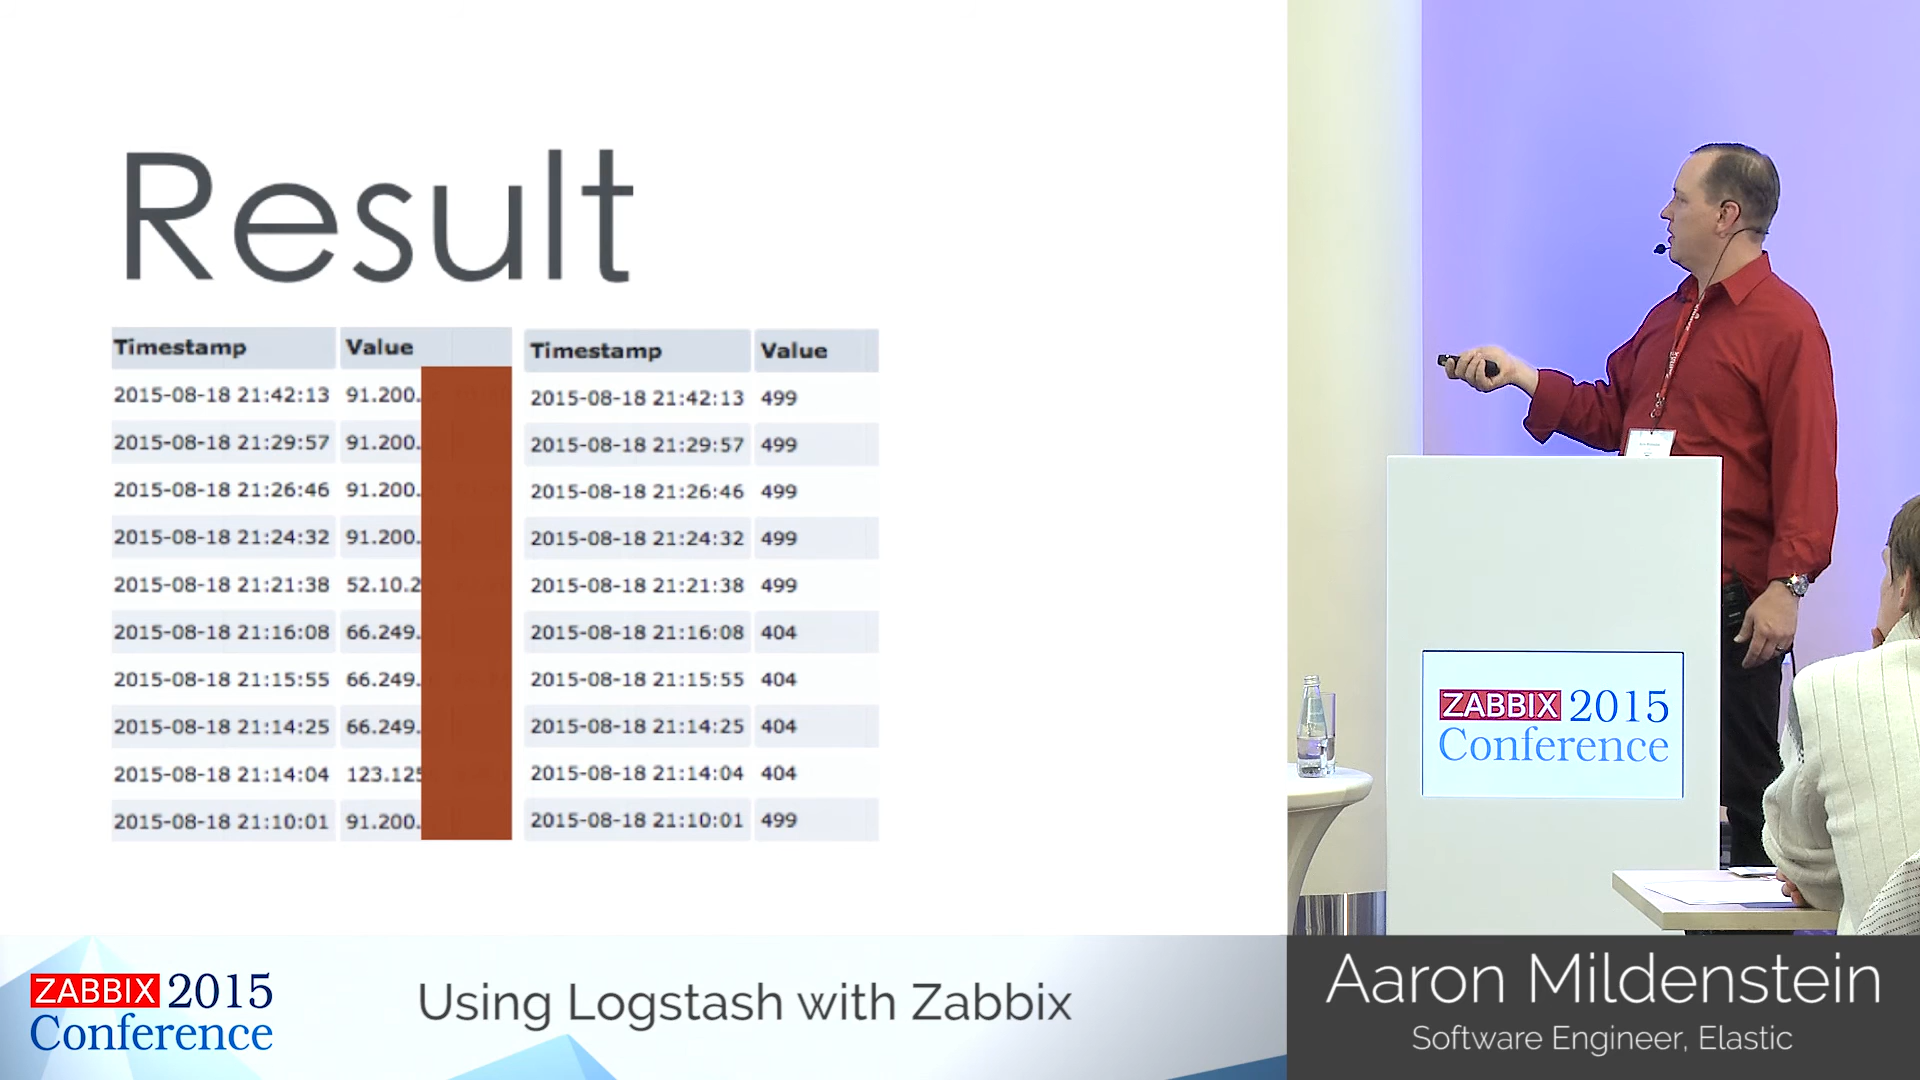 Result
Timestamp Value Timestamp Value
2015-08-18 21:42:13 91.200. 2015-08-18 21:42:13 499
2015-08-18 21:29:57 91.200. 2015-08-18 21:29:57 499
2015-08-18 21:26:46 91.200. 2015-08-18 21:26:46 499
2015-08-18 21:24:32 91.200. 2015-08-18 21:24:32 499
2015-08-18 21:21:38 52.10.2 2015-08-18 21:21:38 499
2015-08-18 21:16:08 66.249. 2015-08-18 21:16:08 404
2015-08-18 21:15:55 66.249. 2015-08-18 21:15:55 404
2015-08-18 21:14:25 66.249. 2015-08-18 21:14:25 404
2015-08-18 21:14:04 123.125 2015-08-18 21:14:04 404
2015-08-18 21:10:01 91.200. 2015-08-18 21:10:01 499
ZABBIX 2015
Conference
ZABBIX 2015
Conference
Using Logstash with Zabbix
Aaron Mildenstein
Software Engineer, Elastic